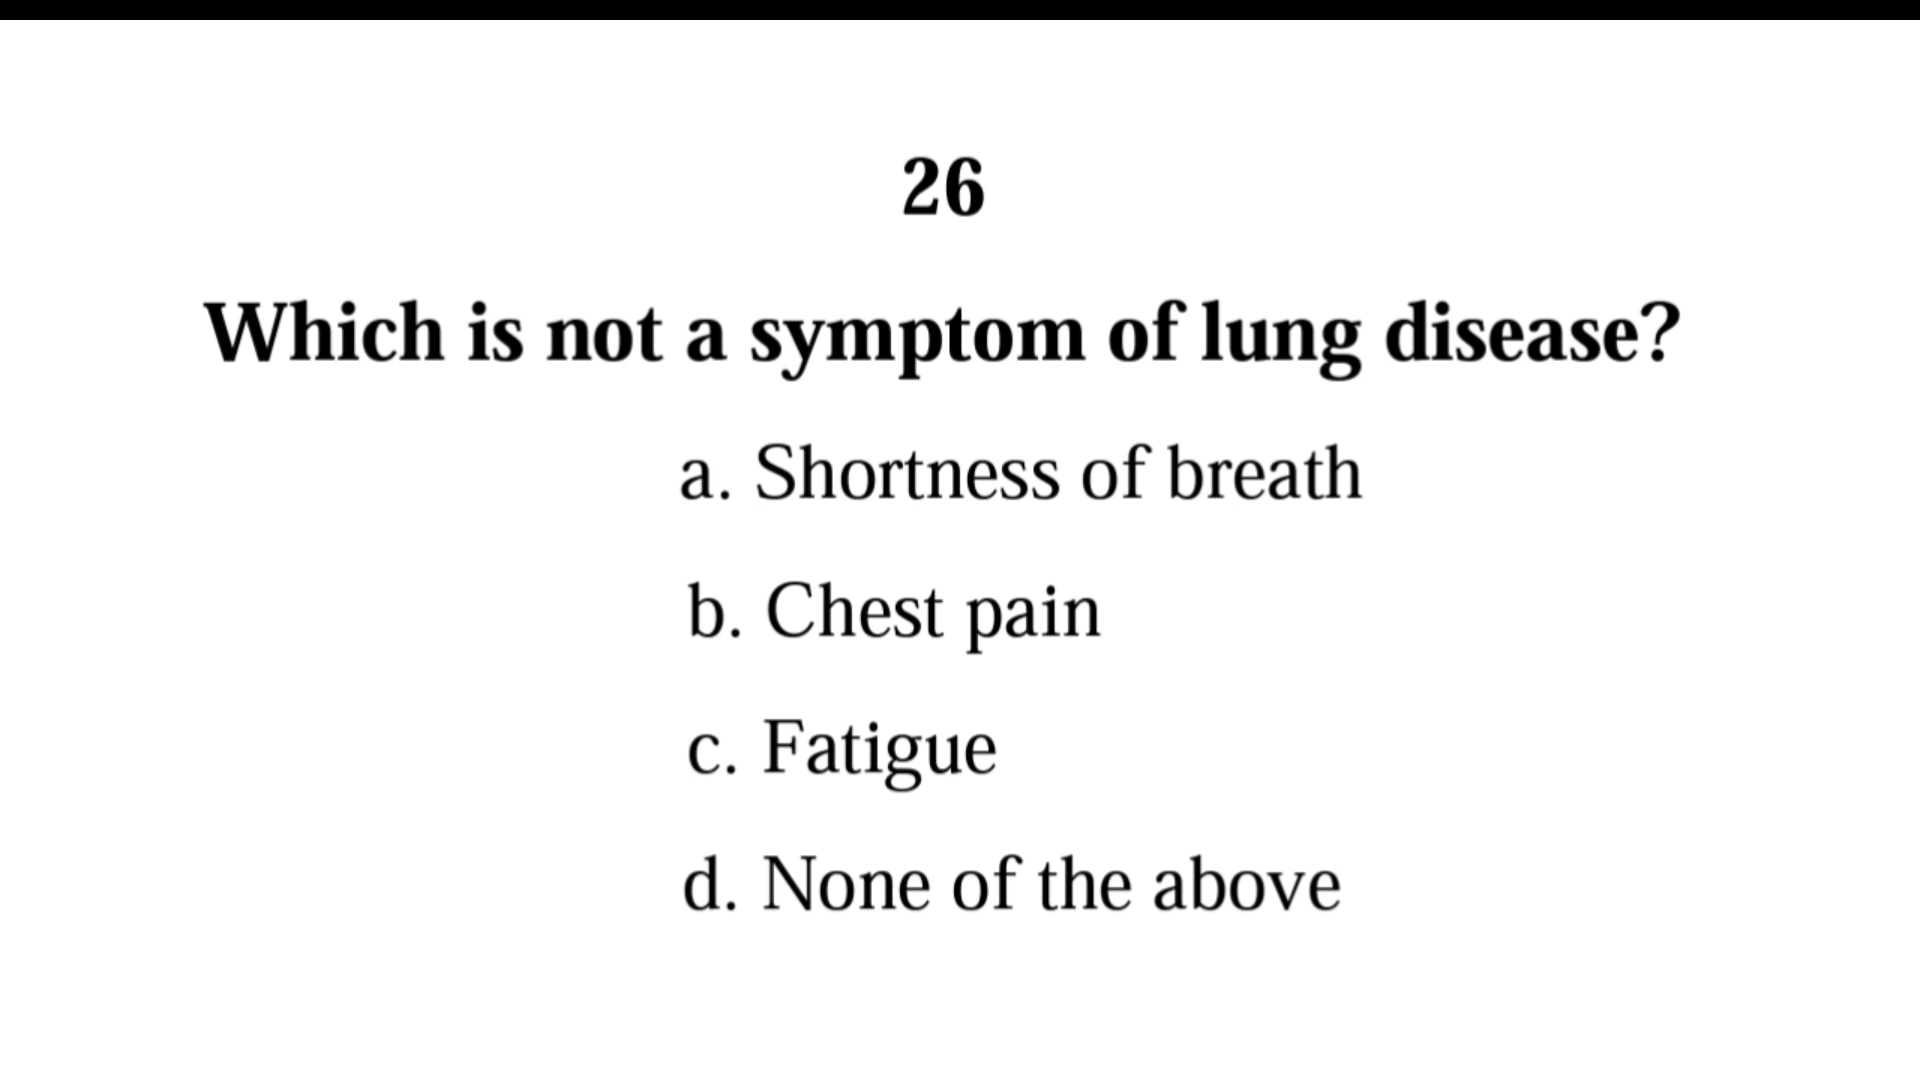 26
Which is not a symptom of lung disease?
a. Shortness of breath
b. Chest pain
c. Fatigue
d. None of the above